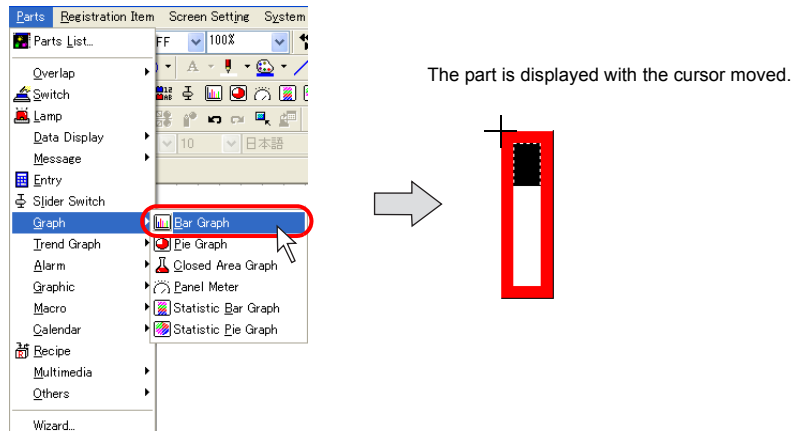 Parts Registration Item Screen Setting System
Parts List...
FF 100%
Overlap
A
Switch
Lamp
Data Display
10 日本語
Message
Entry
Slider Switch
Graph
Bar Graph
Trend Graph
Pie Graph
Alarm
Closed Area Graph
Graphic
Panel Meter
Macro
Statistic Bar Graph
Calendar
Statistic Pie Graph
Recipe
Multimedia
Others
Wizard...
The part is displayed with the cursor moved.